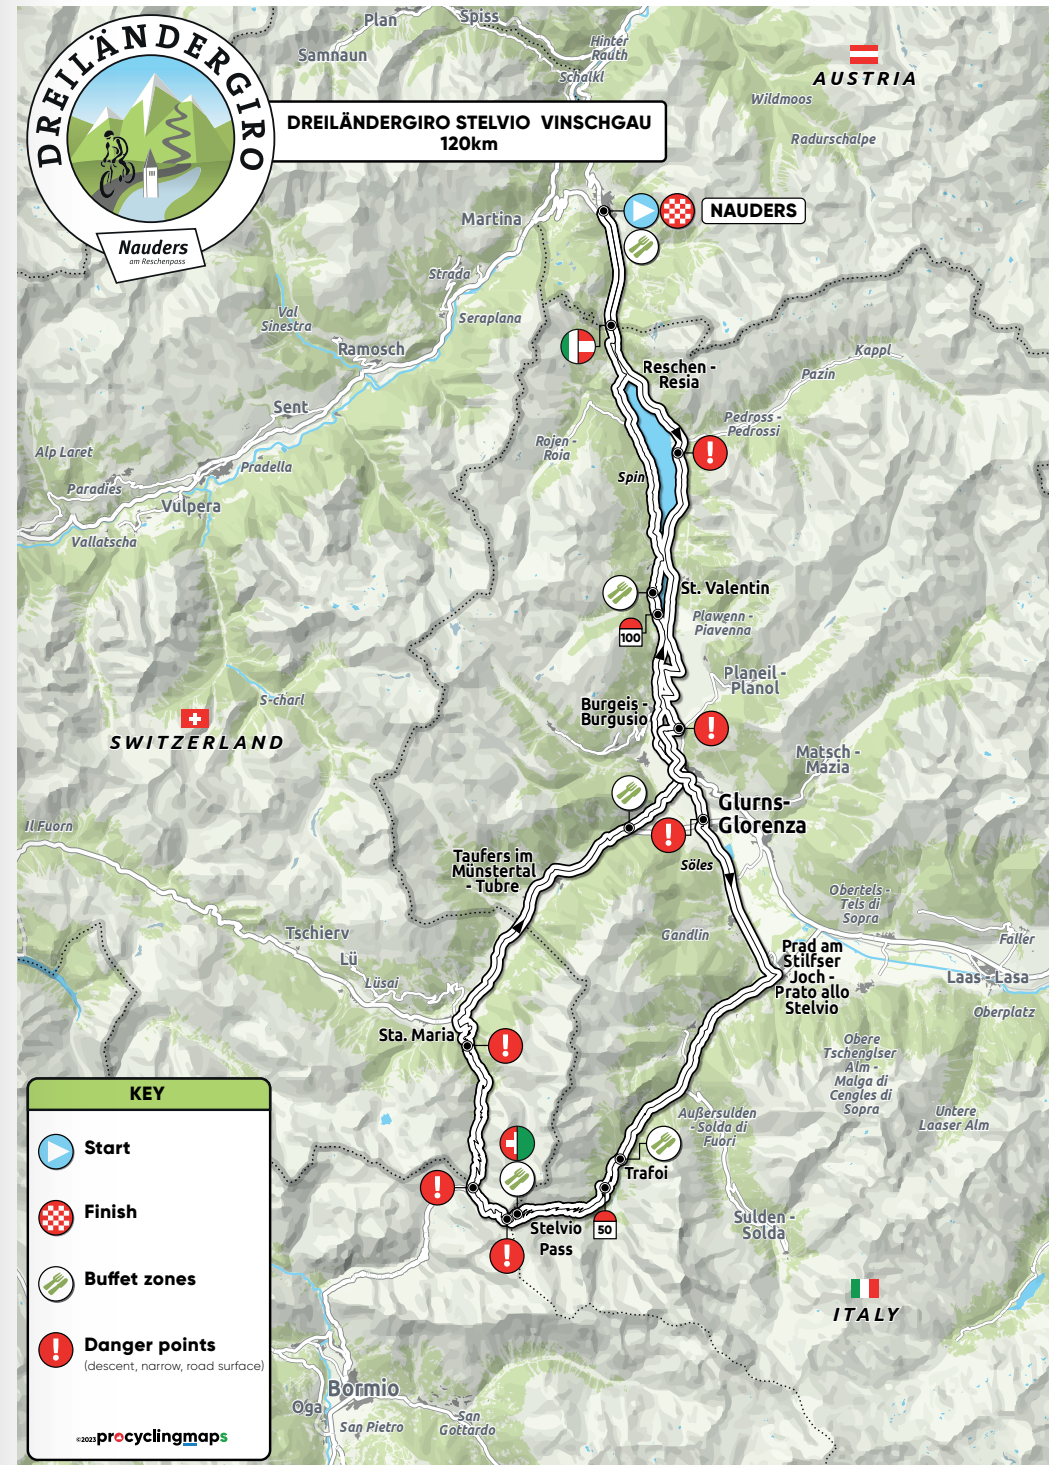 DREILÄNDERGIRO
Nauders
am Reschenpass
DREILÄNDERGIRO STELVIO VINSCHGAU
120km
Plan
Spiss
Samnaun
Hinter
Rauth
Schalkl
AUSTRIA
Wildmoos
Radurschalpe
Martina
NAUDERS
Strada
Seraplana
Val
Sinestra
Ramosch
Reschen -
Resia
Kappl
Pazin
Sent
Pedross -
Pedrossi
Rojen -
Roia
Alp Laret
Pradella
Spin
Paradies
Vulpera
Vallatscha
St. Valentin
100
Plawenn -
Piavenna
Planeil -
Planol
S-charl
Burgeis -
Burgusio
SWITZERLAND
Matsch -
Mazia
Glurns-
Glorenza
Il Fuorn
Taufers im
Münstertal
- Tubre
Söles
Obertels -
Tels di
Sopra
Tschierv
Gandlin
Faller
Lü
Lüsai
Prad am
Stilfser
Joch -
Prato allo
Stelvio
Laas - Lasa
Oberplatz
Sta. Maria
Obere
Tschenglser
Alm -
Malga di
Cengles di
Sopra
Untere
Laaser Alm
Außersulden
- Solda di
Fuori
Trafoi
Stelvio
Pass
50
Sulden -
Solda
ITALY
Bormio
Oga
San Pietro
San
Gottardo
KEY
Start
Finish
Buffet zones
Danger points
(descent, narrow, road surface)
©2023 procyclingmaps